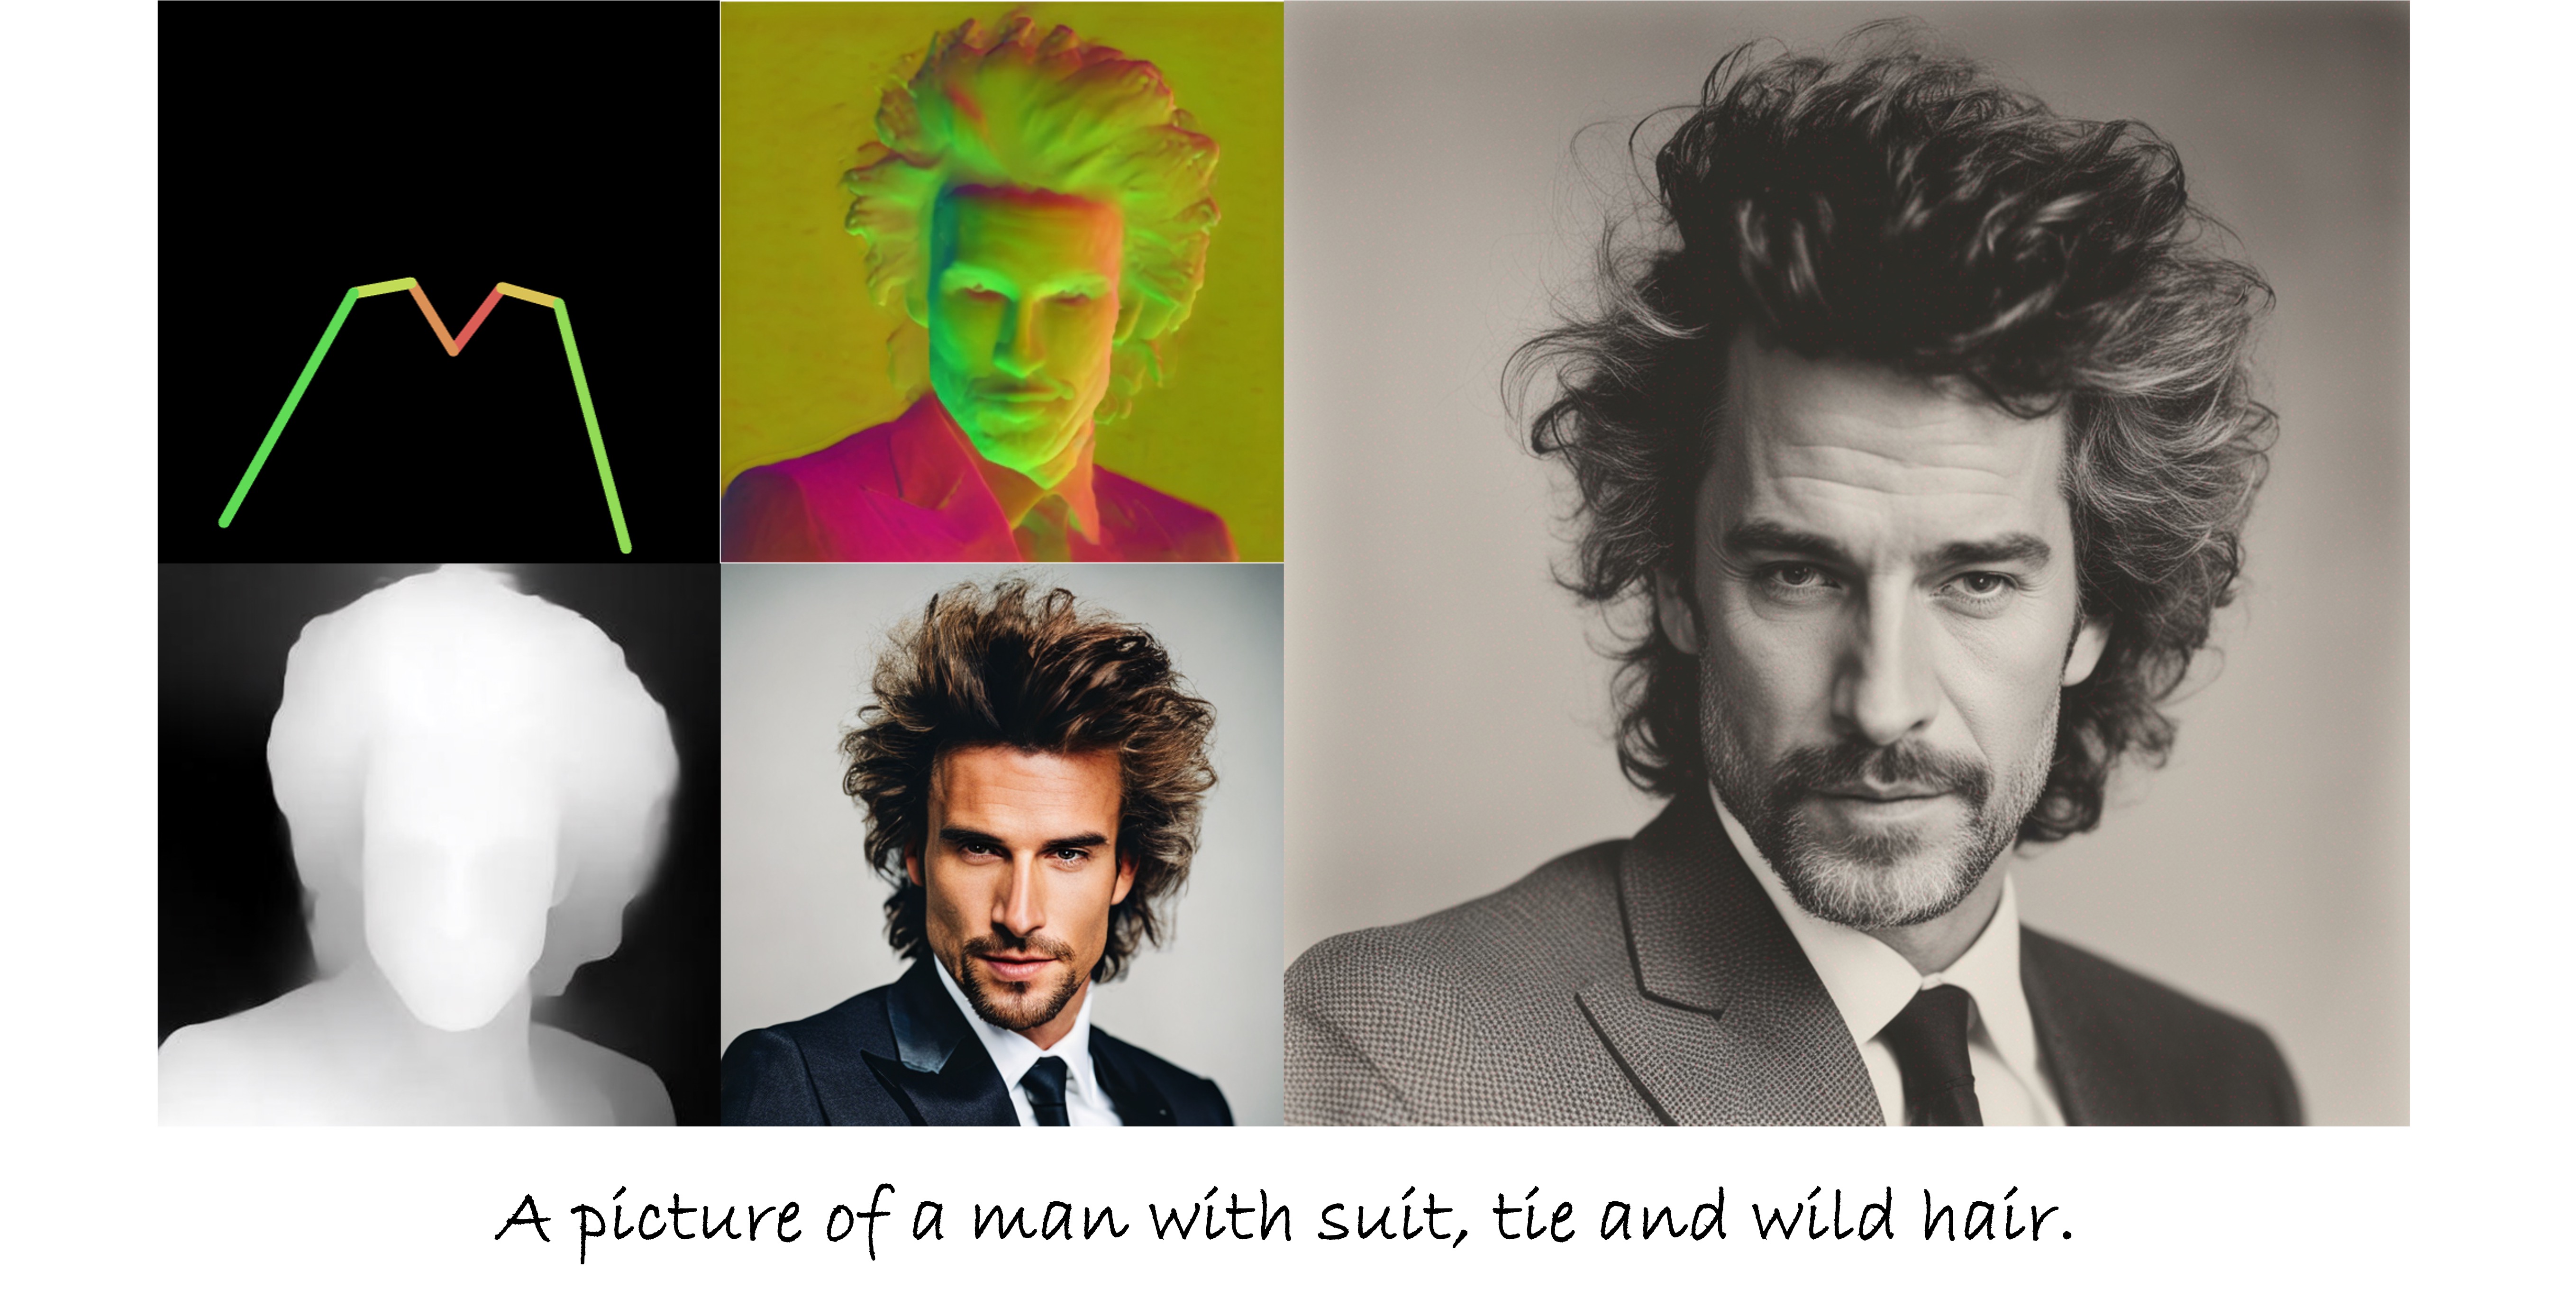 A picture of a man with suit, tie and wild hair.